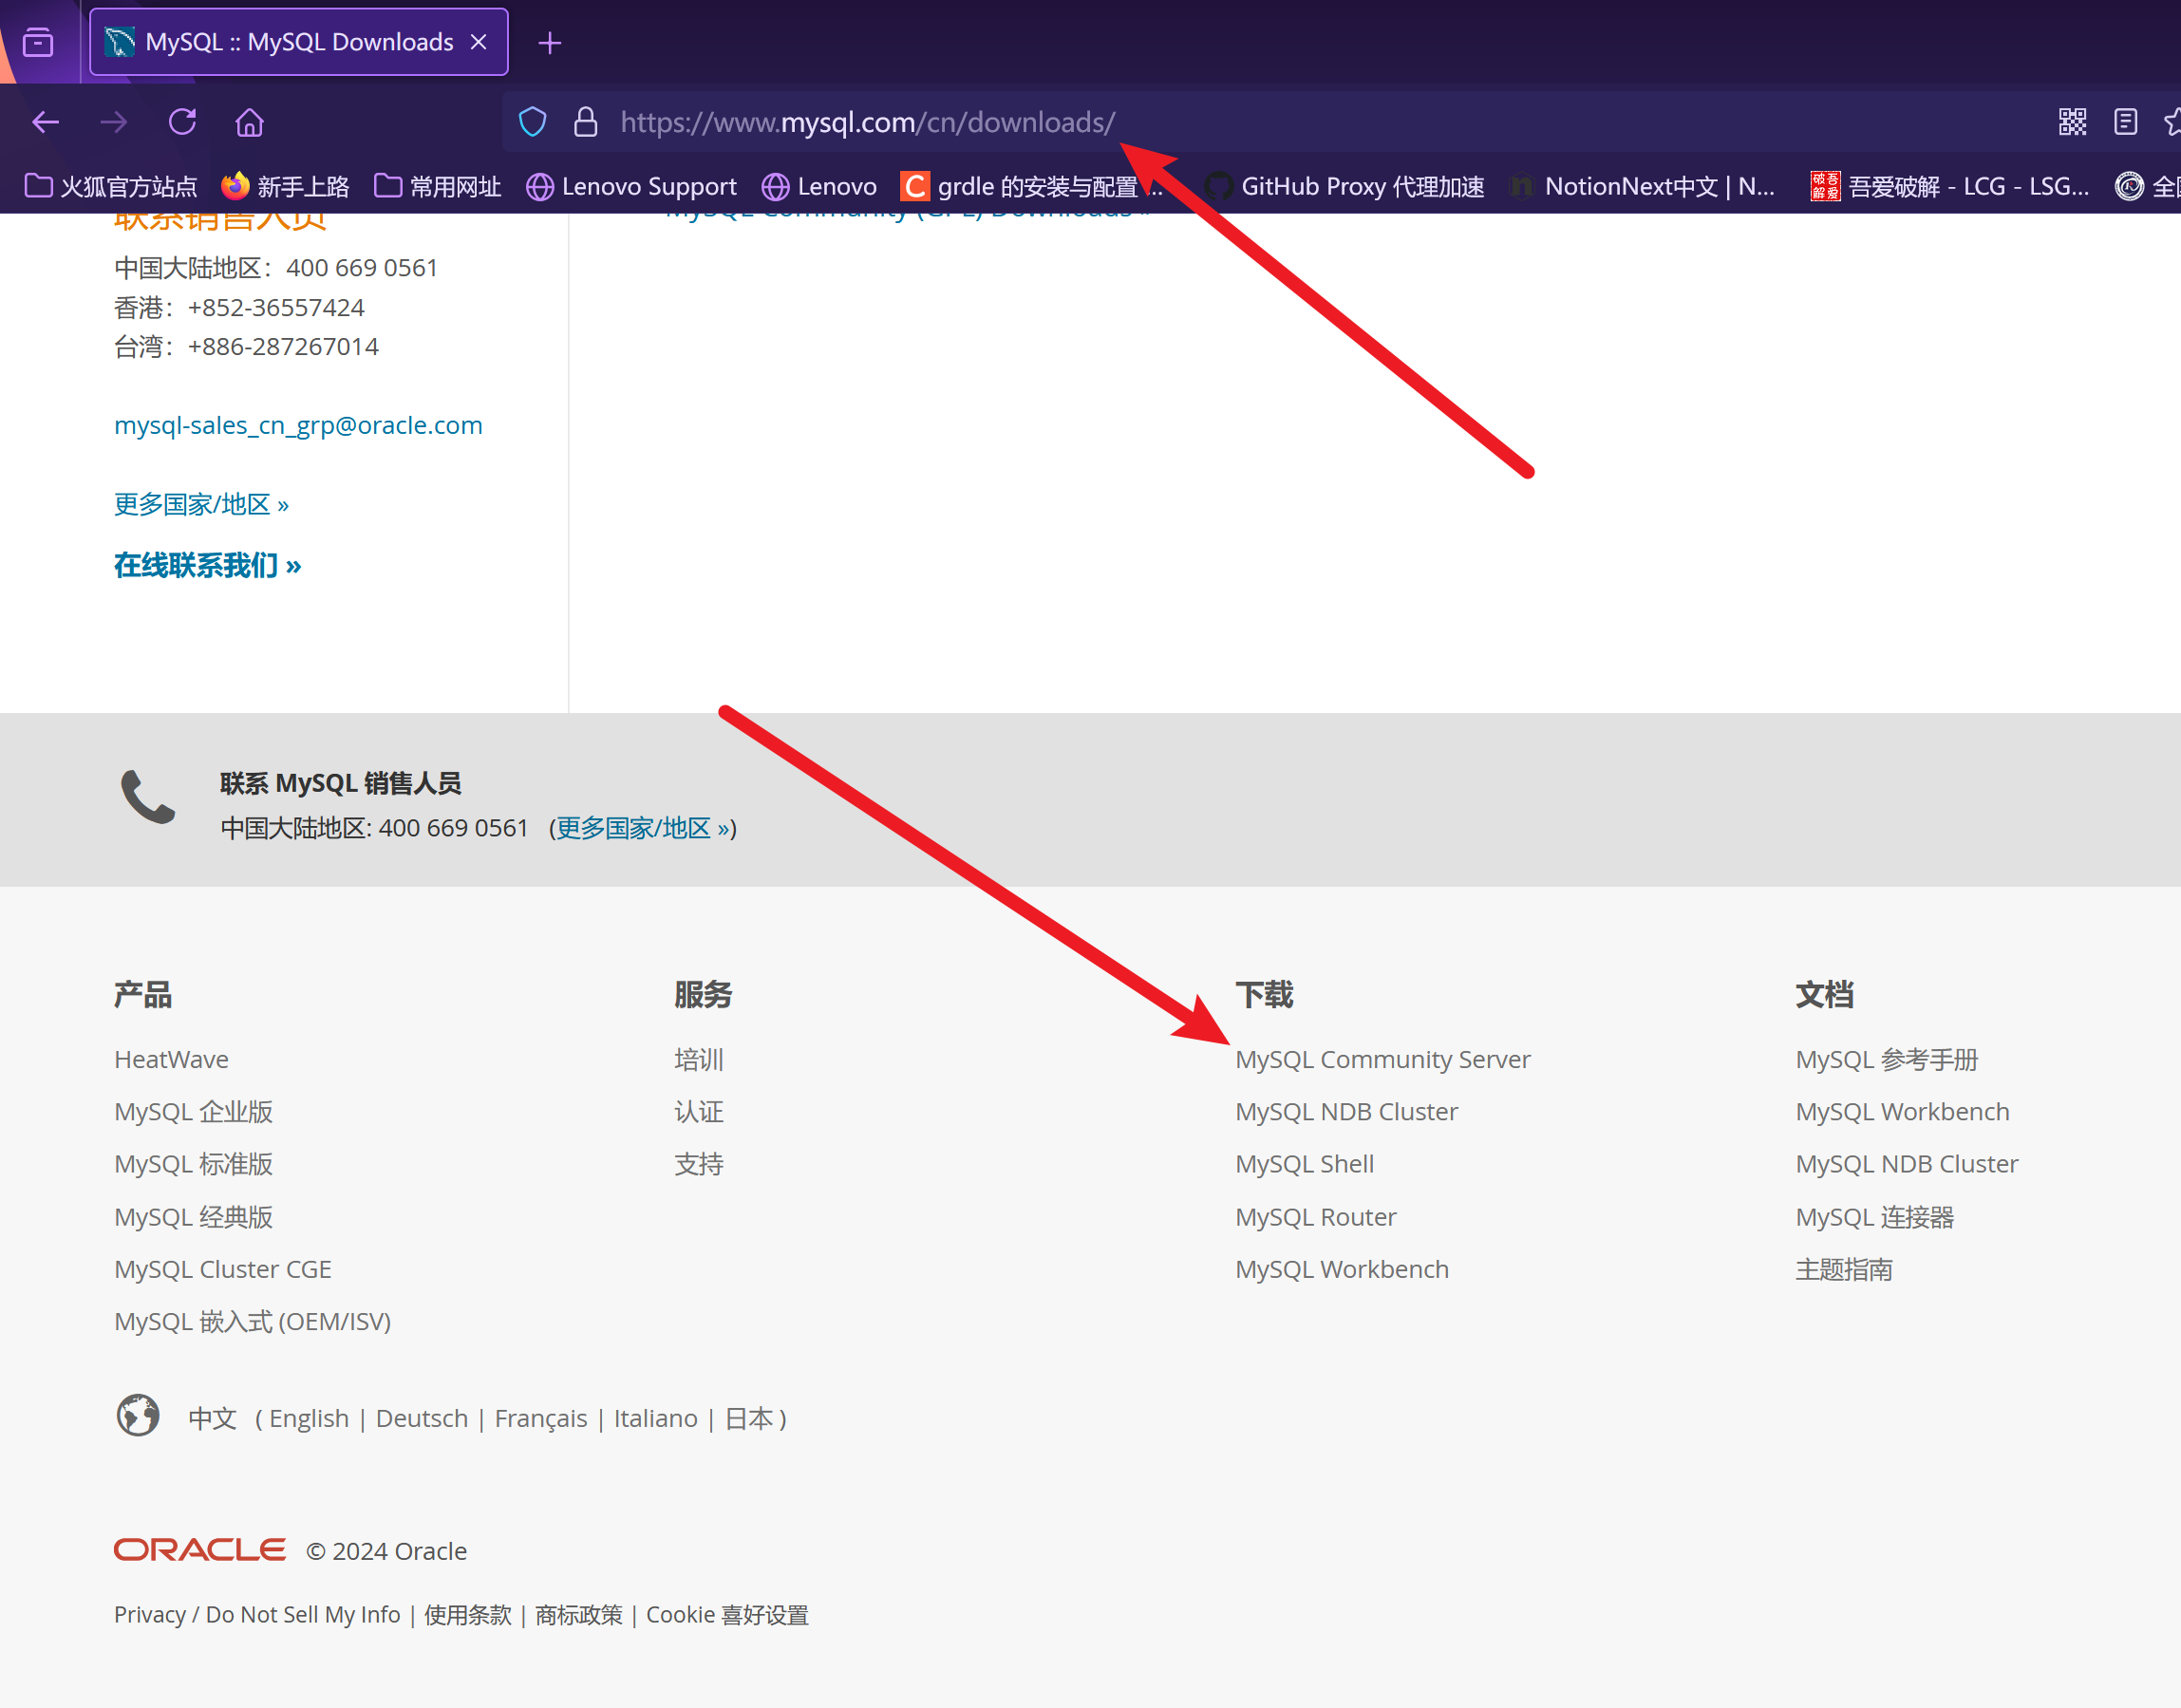 MySQL :: MySQL Downloads
https://www.mysql.com/cn/downloads/
火狐官方站点 新手上路 常用网址 Lenovo Support Lenovo grdle 的安装与配置 ... GitHub Proxy 代理加速 NotionNext中文 | N... 吾爱破解 - LCG - LSG...
联系销售人员
MySQL Community (GPL) Downloads »
中国大陆地区：400 669 0561
香港：+852-36557424
台湾：+886-287267014
mysql-sales_cn_grp@oracle.com
更多国家/地区 »
在线联系我们 »
联系 MySQL 销售人员
中国大陆地区: 400 669 0561 (更多国家/地区 »)
产品
HeatWave
MySQL 企业版
MySQL 标准版
MySQL 经典版
MySQL Cluster CGE
MySQL 嵌入式 (OEM/ISV)
服务
培训
认证
支持
下载
MySQL Community Server
MySQL NDB Cluster
MySQL Shell
MySQL Router
MySQL Workbench
文档
MySQL 参考手册
MySQL Workbench
MySQL NDB Cluster
MySQL 连接器
主题指南
中文 ( English | Deutsch | Français | Italiano | 日本 )
ORACLE © 2024 Oracle
Privacy / Do Not Sell My Info | 使用条款 | 商标政策 | Cookie 喜好设置